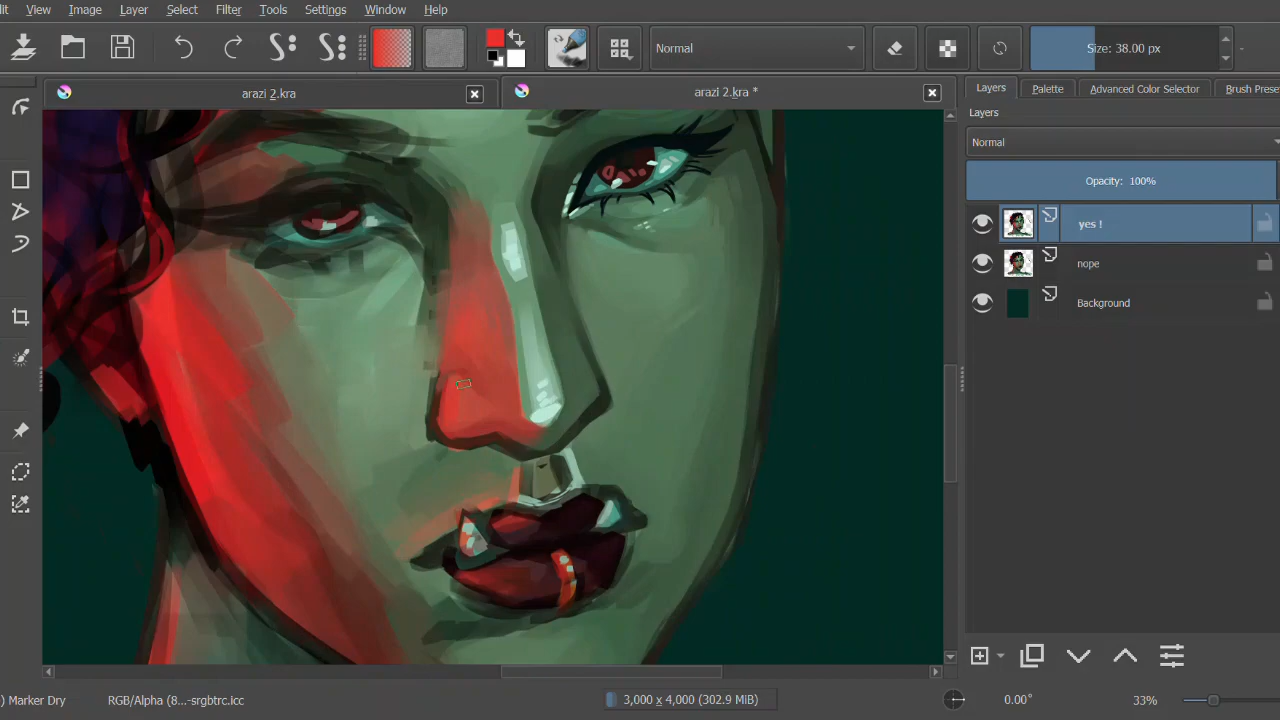 View Image Layer Select Filter Tools Settings Window Help
Normal
Size: 38.00 px
arazi 2.kra
arazi 2.kra *
Layers Palette Advanced Color Selector Brush Prese
Layers
Normal
Opacity: 100%
yes !
nope
Background
) Marker Dry
RGB/Alpha (8...-srgbtrc.icc
3,000 x 4,000 (302.9 MiB)
0.00°
33%